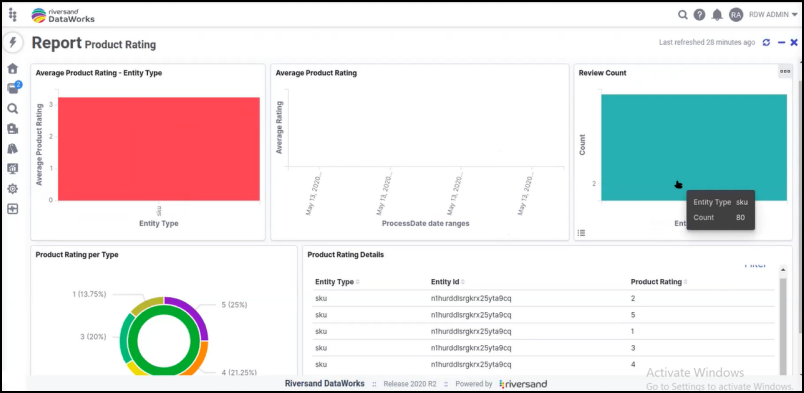 riversand
DataWorks
RA RDW ADMIN
Report Product Rating
Last refreshed 28 minutes ago
2
Average Product Rating - Entity Type
Average Product Rating
3
2
1
0
sku
Entity Type
Average Product Rating
Average Rating
May 13, 2020...
May 13, 2020...
May 13, 2020...
May 13, 2020...
ProcessDate date ranges
Review Count
Count
2
Entity Type sku
Count 80
Product Rating per Type
1 (13.75%)
5 (25%)
3 (20%)
4 (21.25%)
Product Rating Details
Filter
Entity Type Entity Id Product Rating
sku n1hurddlsrgkrx25yta9cq 2
sku n1hurddlsrgkrx25yta9cq 5
sku n1hurddlsrgkrx25yta9cq 1
sku n1hurddlsrgkrx25yta9cq 3
sku n1hurddlsrgkrx25yta9cq 4
Activate Windows
Go to Settings to activate Windows.
Riversand DataWorks :: Release 2020 R2 :: Powered by riversand